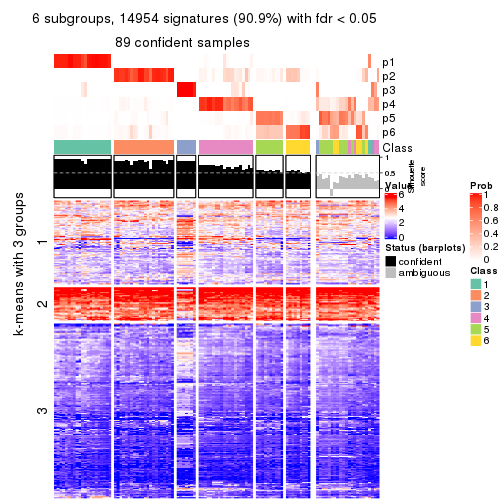 6 subgroups, 14954 signatures (90.9%) with fdr < 0.05
89 confident samples
p1
p2
p3
p4
p5
p6
Class
1
0.5
0
Silhouette
score
k-means with 3 groups
1
2
3
Value
6
4
2
0
Status (barplots)
confident
ambiguous
Prob
1
0.8
0.6
0.4
0.2
0
Class
1
2
3
4
5
6